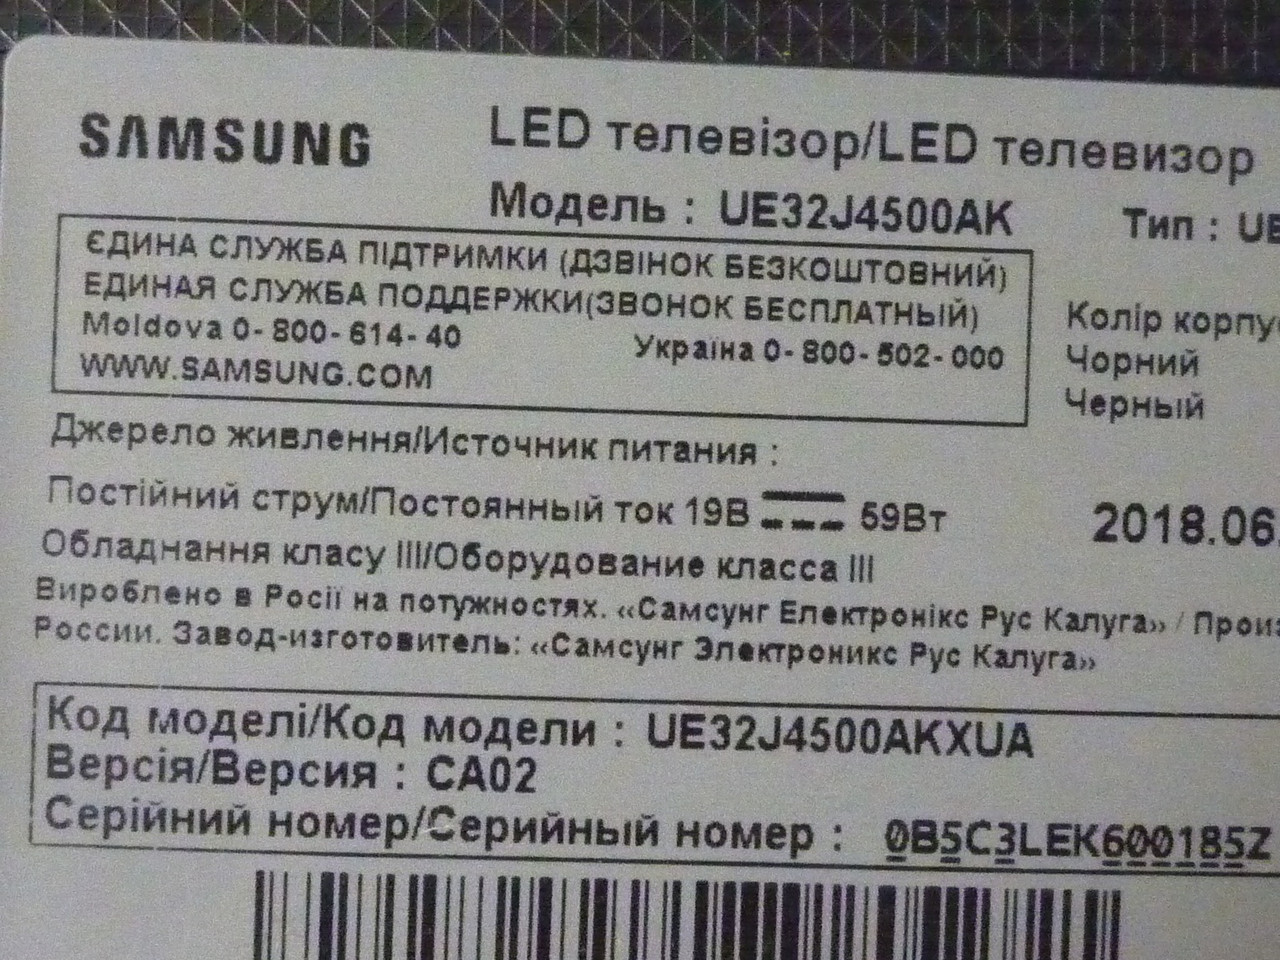 SAMSUNG
LED телевізор/LED телевизор
Модель : UE32J4500AK
Тип : UE
ЄДИНА СЛУЖБА ПІДТРИМКИ (ДЗВІНОК БЕЗКОШТОВНИЙ)
ЕДИНАЯ СЛУЖБА ПОДДЕРЖКИ(ЗВОНОК БЕСПЛАТНЫЙ)
Moldova 0-800-614-40
Україна 0-800-502-000
WWW.SAMSUNG.COM
Колір корпу
Чорний
Черный
Джерело живлення/Источник питания :
Постійний струм/Постоянный ток 19В 59Вт
2018.06.
Обладнання класу III/Оборудование класса III
Вироблено в Росії на потужностях. «Самсунг Електронікс Рус Калуга» / Произ
России. Завод-изготовитель: «Самсунг Электроникс Рус Калуга»
Код моделі/Код модели : UE32J4500AKXUA
Версія/Версия : CA02
Серійний номер/Серийный номер : 0B5C3LEK600185Z